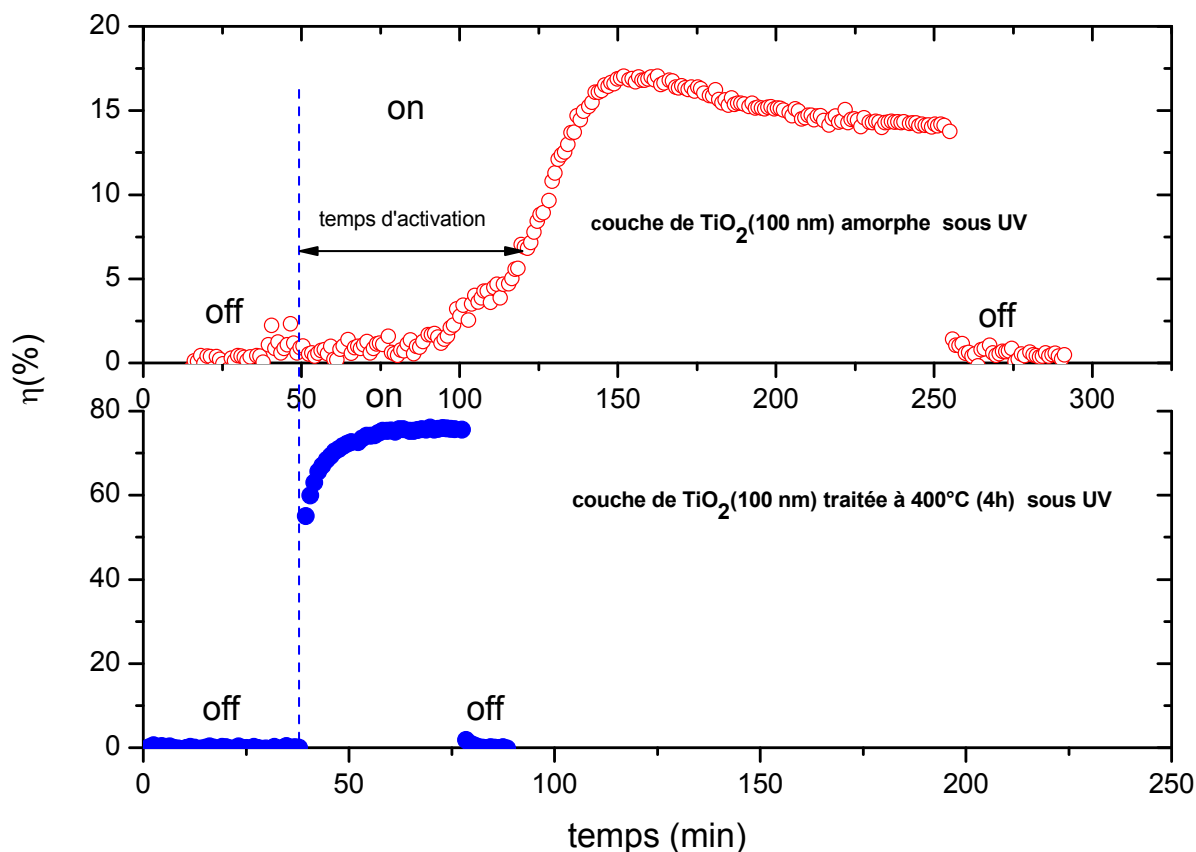 20
on
15
temps d'activation
10
couche de TiO2(100 nm) amorphe sous UV
5
off
off
0
0 50 100 150 200 250 300
η(%)
on
80
couche de TiO2(100 nm) traitée à 400°C (4h) sous UV
60
40
20
off
off
0
0 50 100 150 200 250
temps (min)